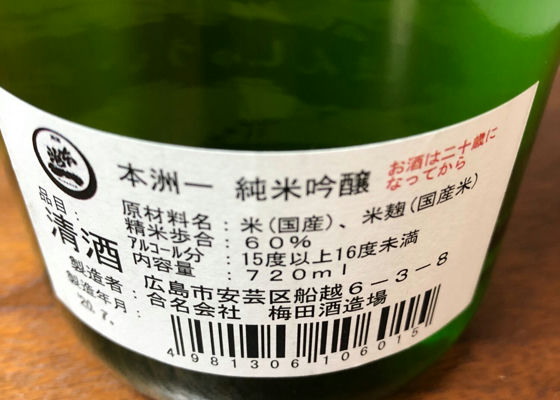 本洲一 純米吟醸
お酒は二十歳に
なってから
品目:
清酒
原材料名:米(国産)、米麹(国産米)
精米歩合:60%
アルコール分:15度以上16度未満
内容量:720ml
製造者:広島市安芸区船越6-3-8
合名会社 梅田酒造場
製造年月:
20.7.
4981306106015